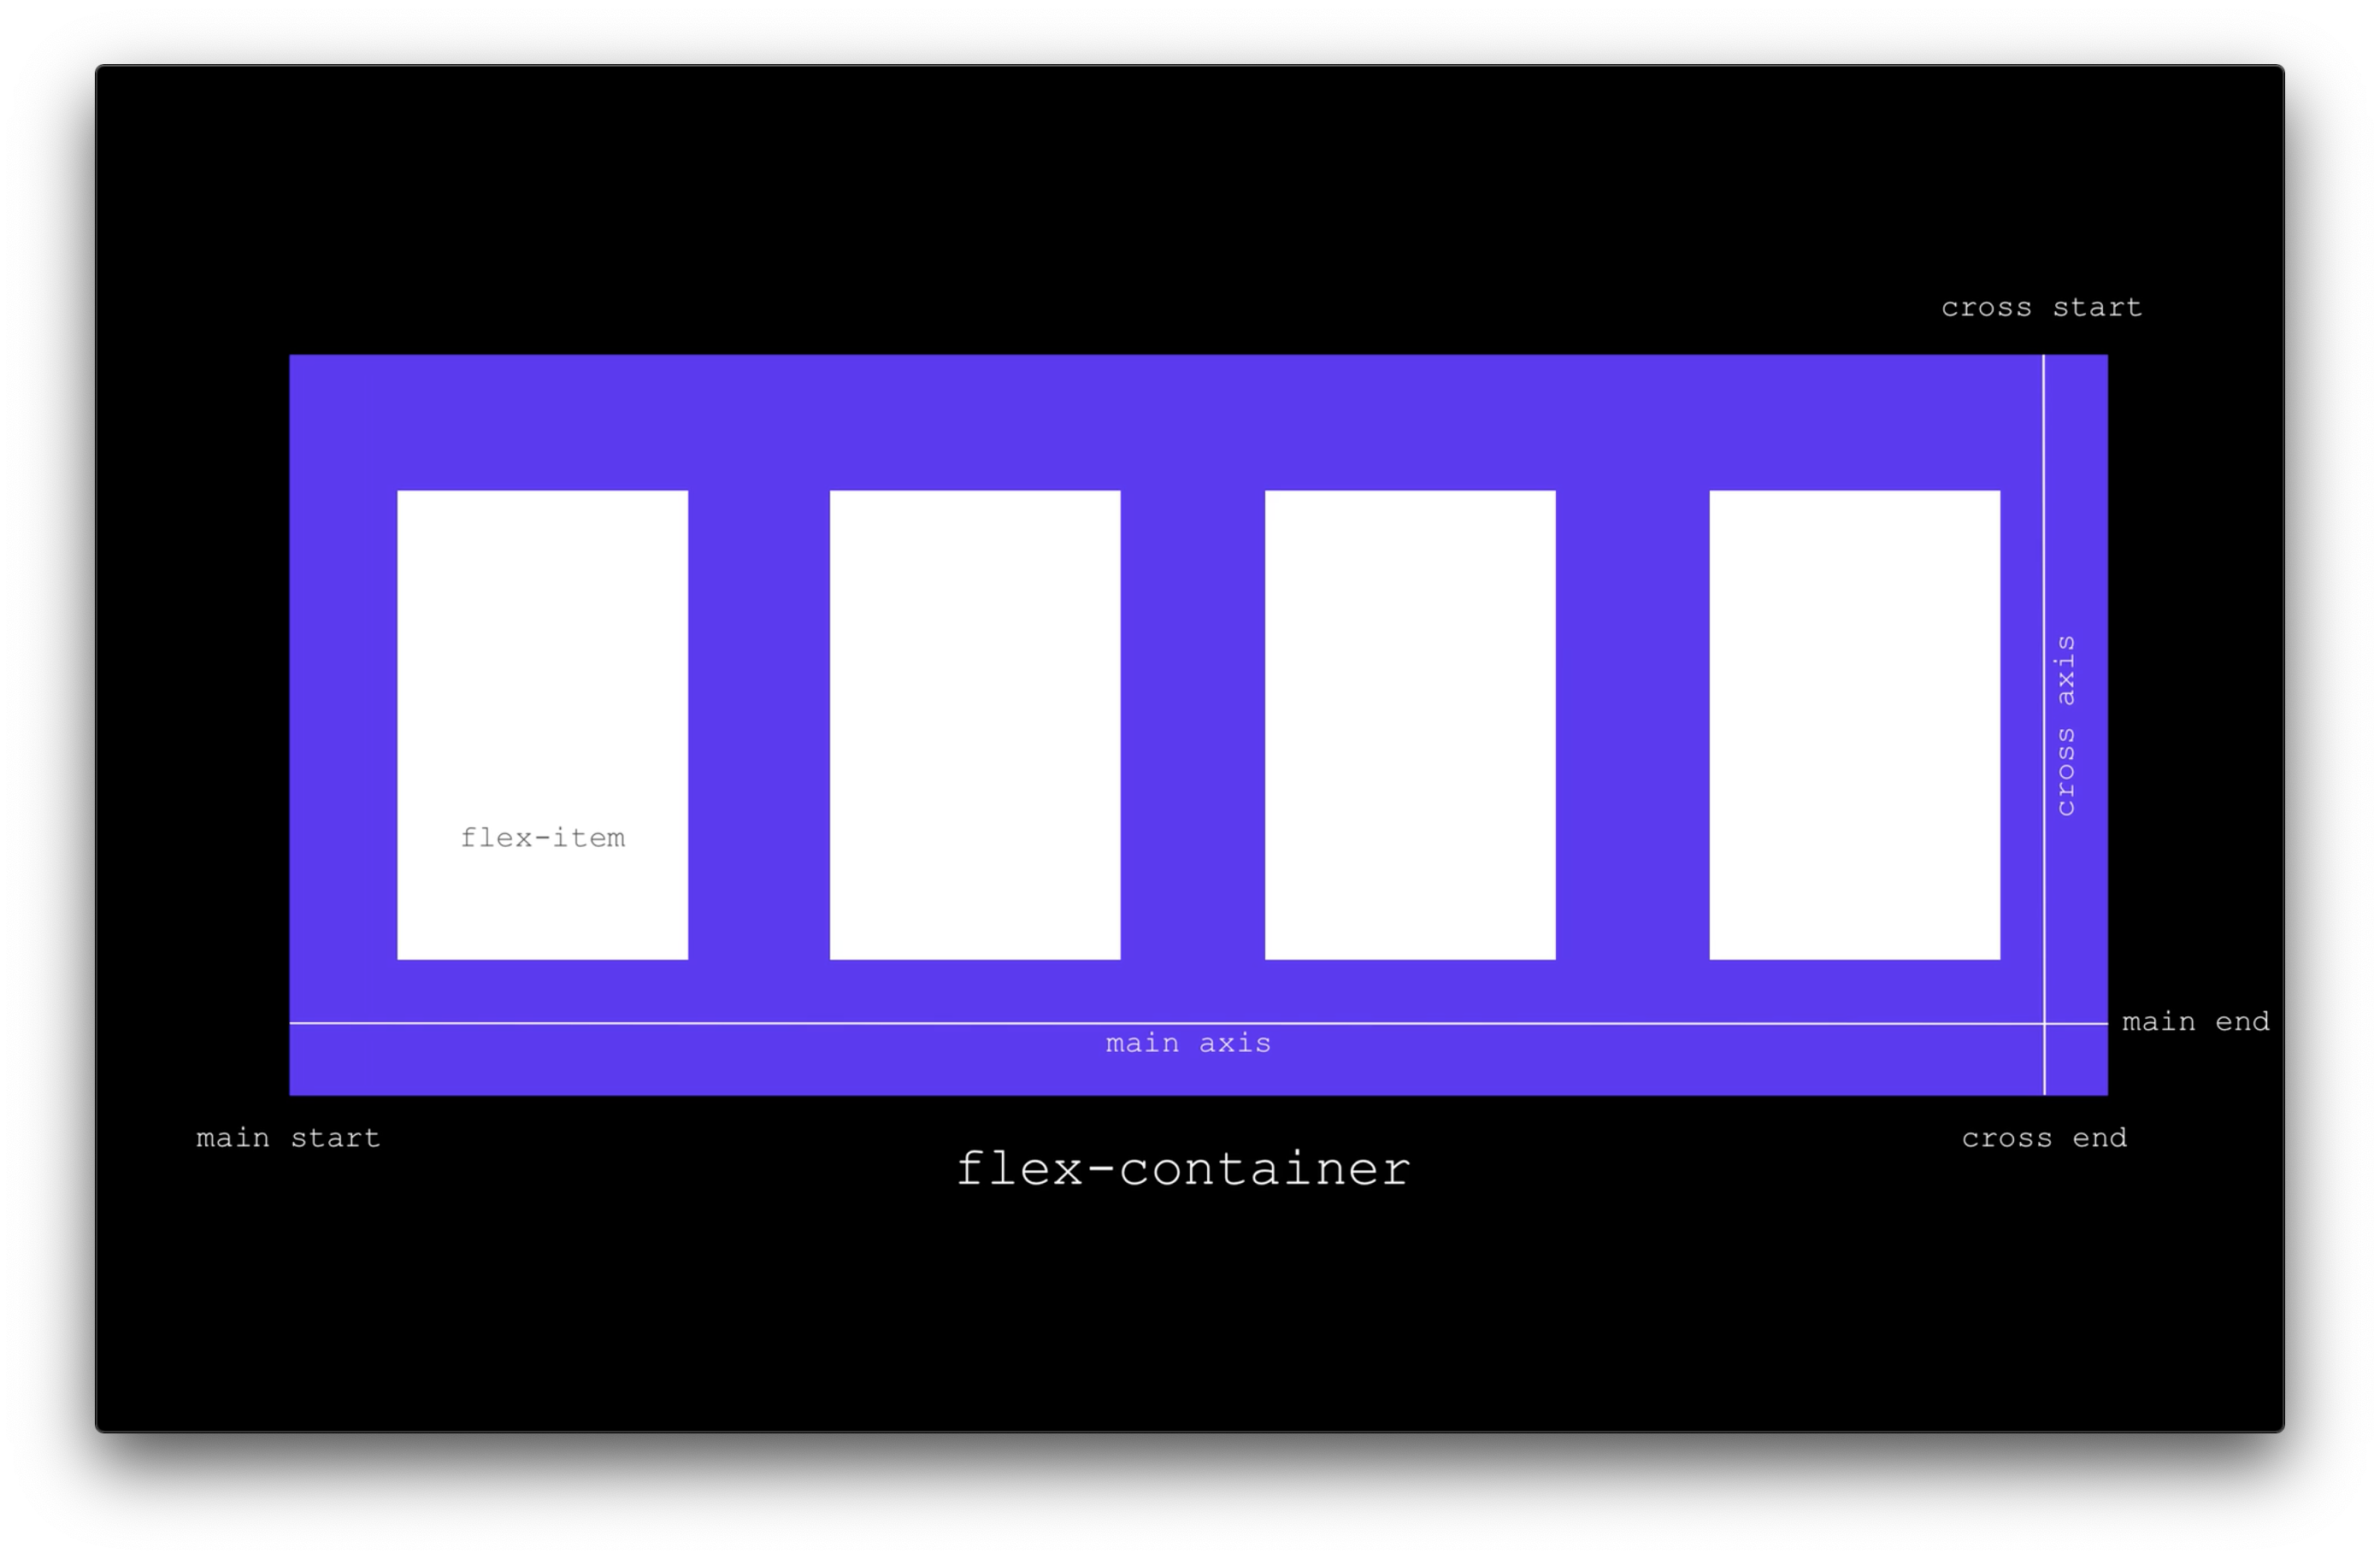 cross start
cross axis
flex-item
main end
main axis
main start
cross end
flex-container